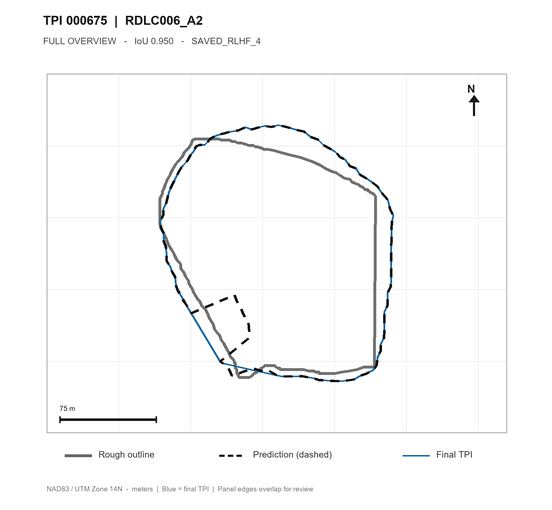 TPI 000675 | RDLC006_A2
FULL OVERVIEW - IoU 0.950 - SAVED_RLHF_4
N
75 m
Rough outline Prediction (dashed) Final TPI
NAD83 / UTM Zone 14N - meters | Blue = final TPI | Panel edges overlap for review